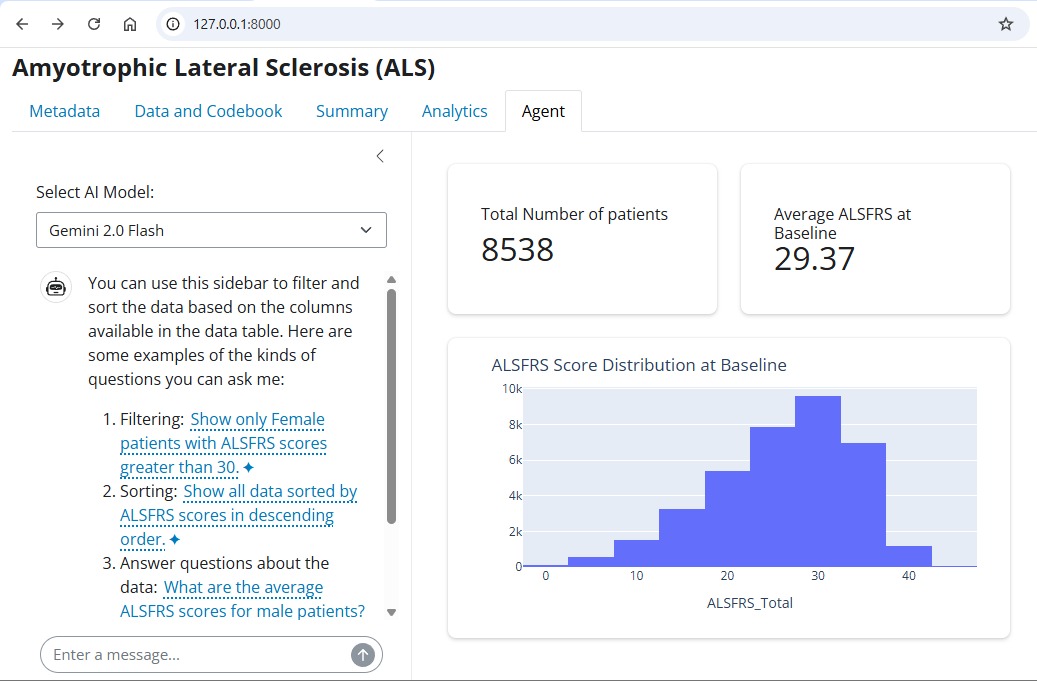 127.0.0.1:8000
Amyotrophic Lateral Sclerosis (ALS)
Metadata
Data and Codebook
Summary
Analytics
Agent
Select AI Model:
Gemini 2.0 Flash
You can use this sidebar to filter and
sort the data based on the columns
available in the data table. Here are
some examples of the kinds of
questions you can ask me:
1. Filtering: Show only Female
patients with ALSFRS scores
greater than 30.
2. Sorting: Show all data sorted by
ALSFRS scores in descending
order.
3. Answer questions about the
data: What are the average
ALSFRS scores for male patients?
Enter a message...
Total Number of patients
8538
Average ALSFRS at
Baseline
29.37
ALSFRS Score Distribution at Baseline
10k
8k
6k
4k
2k
0
0
10
20
30
40
ALSFRS_Total